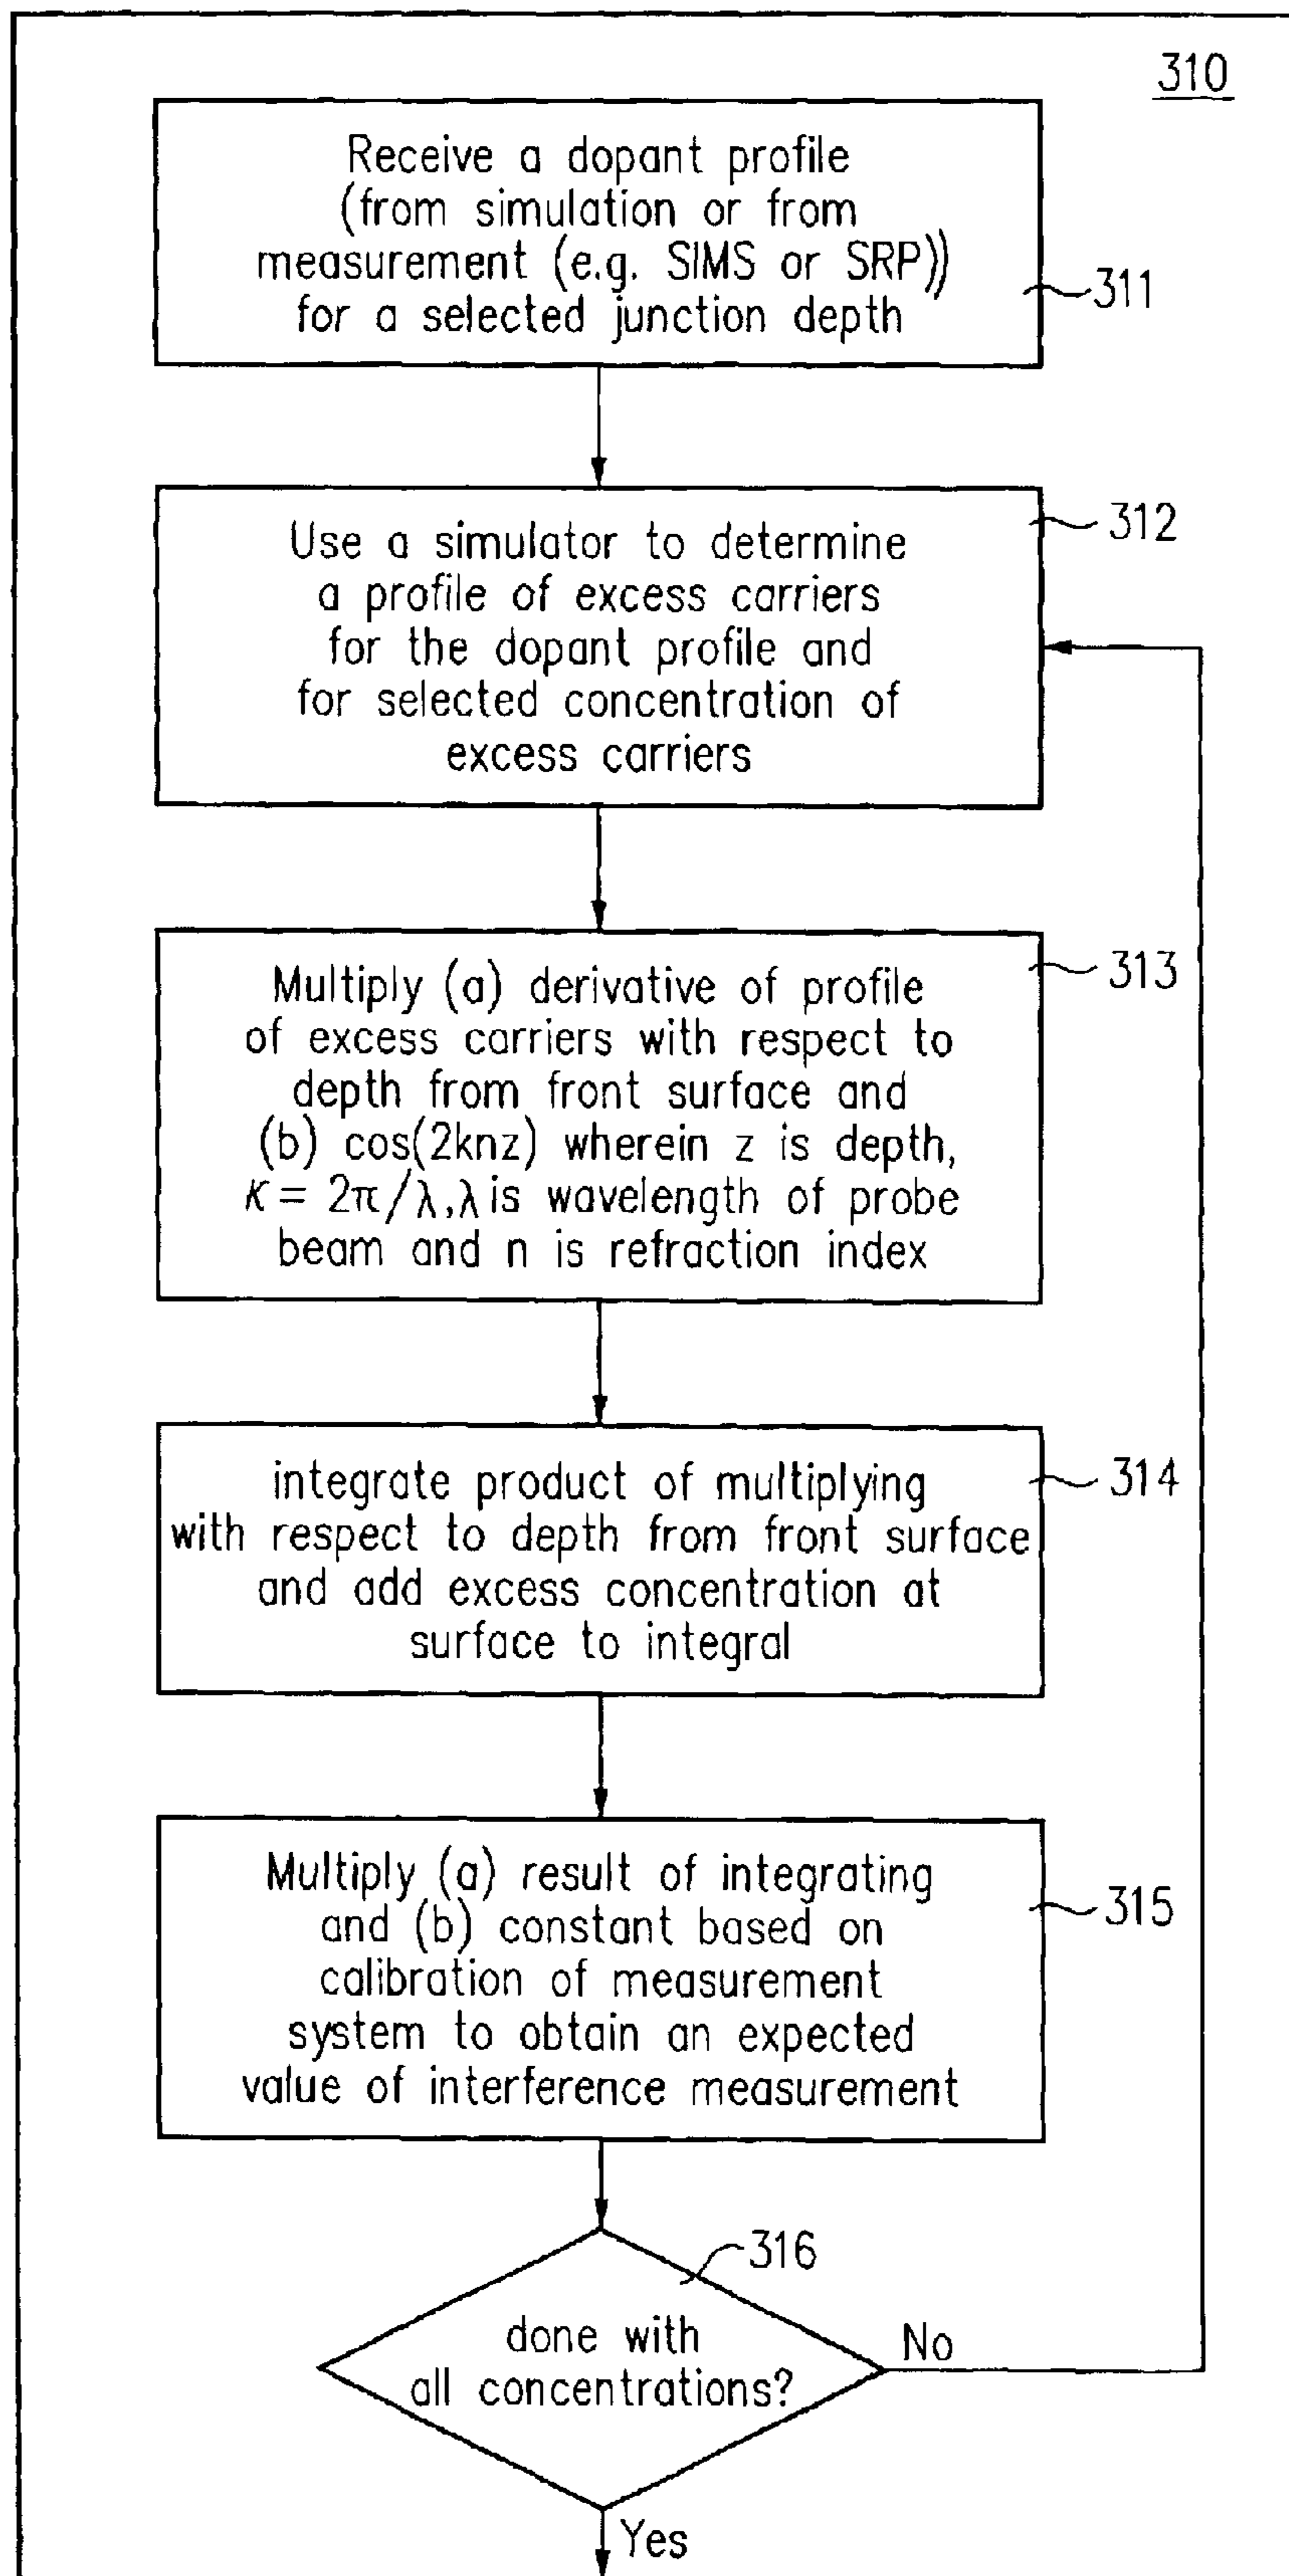 310
Receive a dopant profile
(from simulation or from
measurement (e.g. SIMS or SRP))
for a selected junction depth
311
312
Use a simulator to determine
a profile of excess carriers
for the dopant profile and
for selected concentration of
excess carriers
313
Multiply (a) derivative of profile
of excess carriers with respect to
depth from front surface and
(b) cos(2knz) wherein z is depth,
κ = 2π/λ,λ is wavelength of probe
beam and n is refraction index
314
integrate product of multiplying
with respect to depth from front surface
and add excess concentration at
surface to integral
315
Multiply (a) result of integrating
and (b) constant based on
calibration of measurement
system to obtain an expected
value of interference measurement
316
done with
all concentrations?
No
Yes